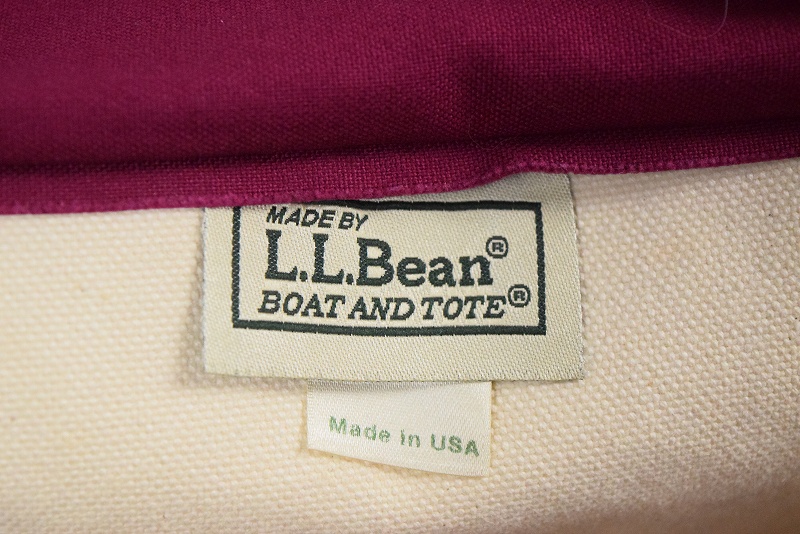 MADE BY
L.L.Bean®
BOAT AND TOTE®
Made in USA